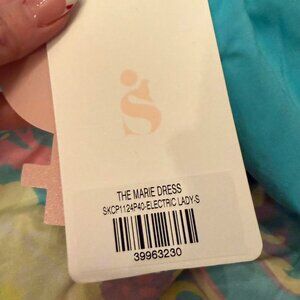 S
THE MARIE DRESS
SKCP1124P40-ELECTRIC LADY-S
39963230